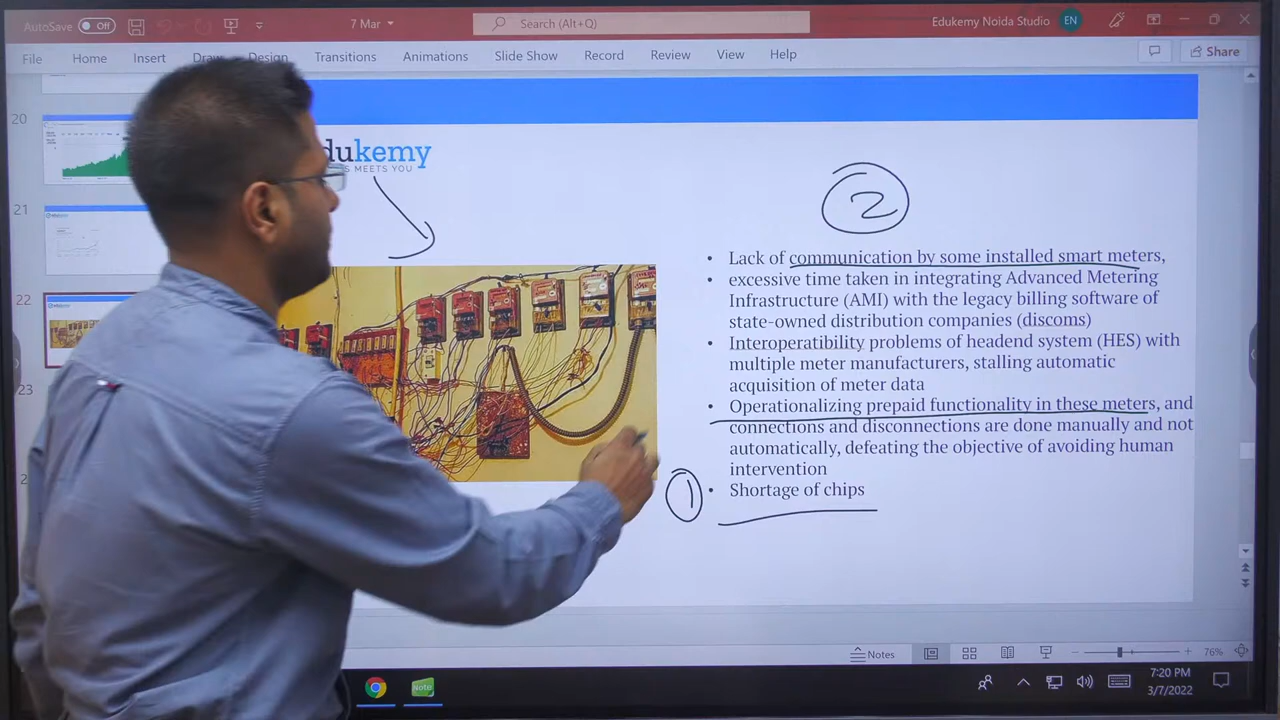 AutoSave Off
7 Mar
Search (Alt+Q)
Edukemy Noida Studio EN
File Home Insert Draw Design Transitions Animations Slide Show Record Review View Help
Share
20
21
22
23
2
dukemy
MEETS YOU
2
• Lack of communication by some installed smart meters,
• excessive time taken in integrating Advanced Metering
Infrastructure (AMI) with the legacy billing software of
state-owned distribution companies (discoms)
• Interoperatibility problems of headend system (HES) with
multiple meter manufacturers, stalling automatic
acquisition of meter data
• Operationalizing prepaid functionality in these meters, and
connections and disconnections are done manually and not
automatically, defeating the objective of avoiding human
intervention
1 • Shortage of chips
Notes
76%
Note
7:20 PM
3/7/2022